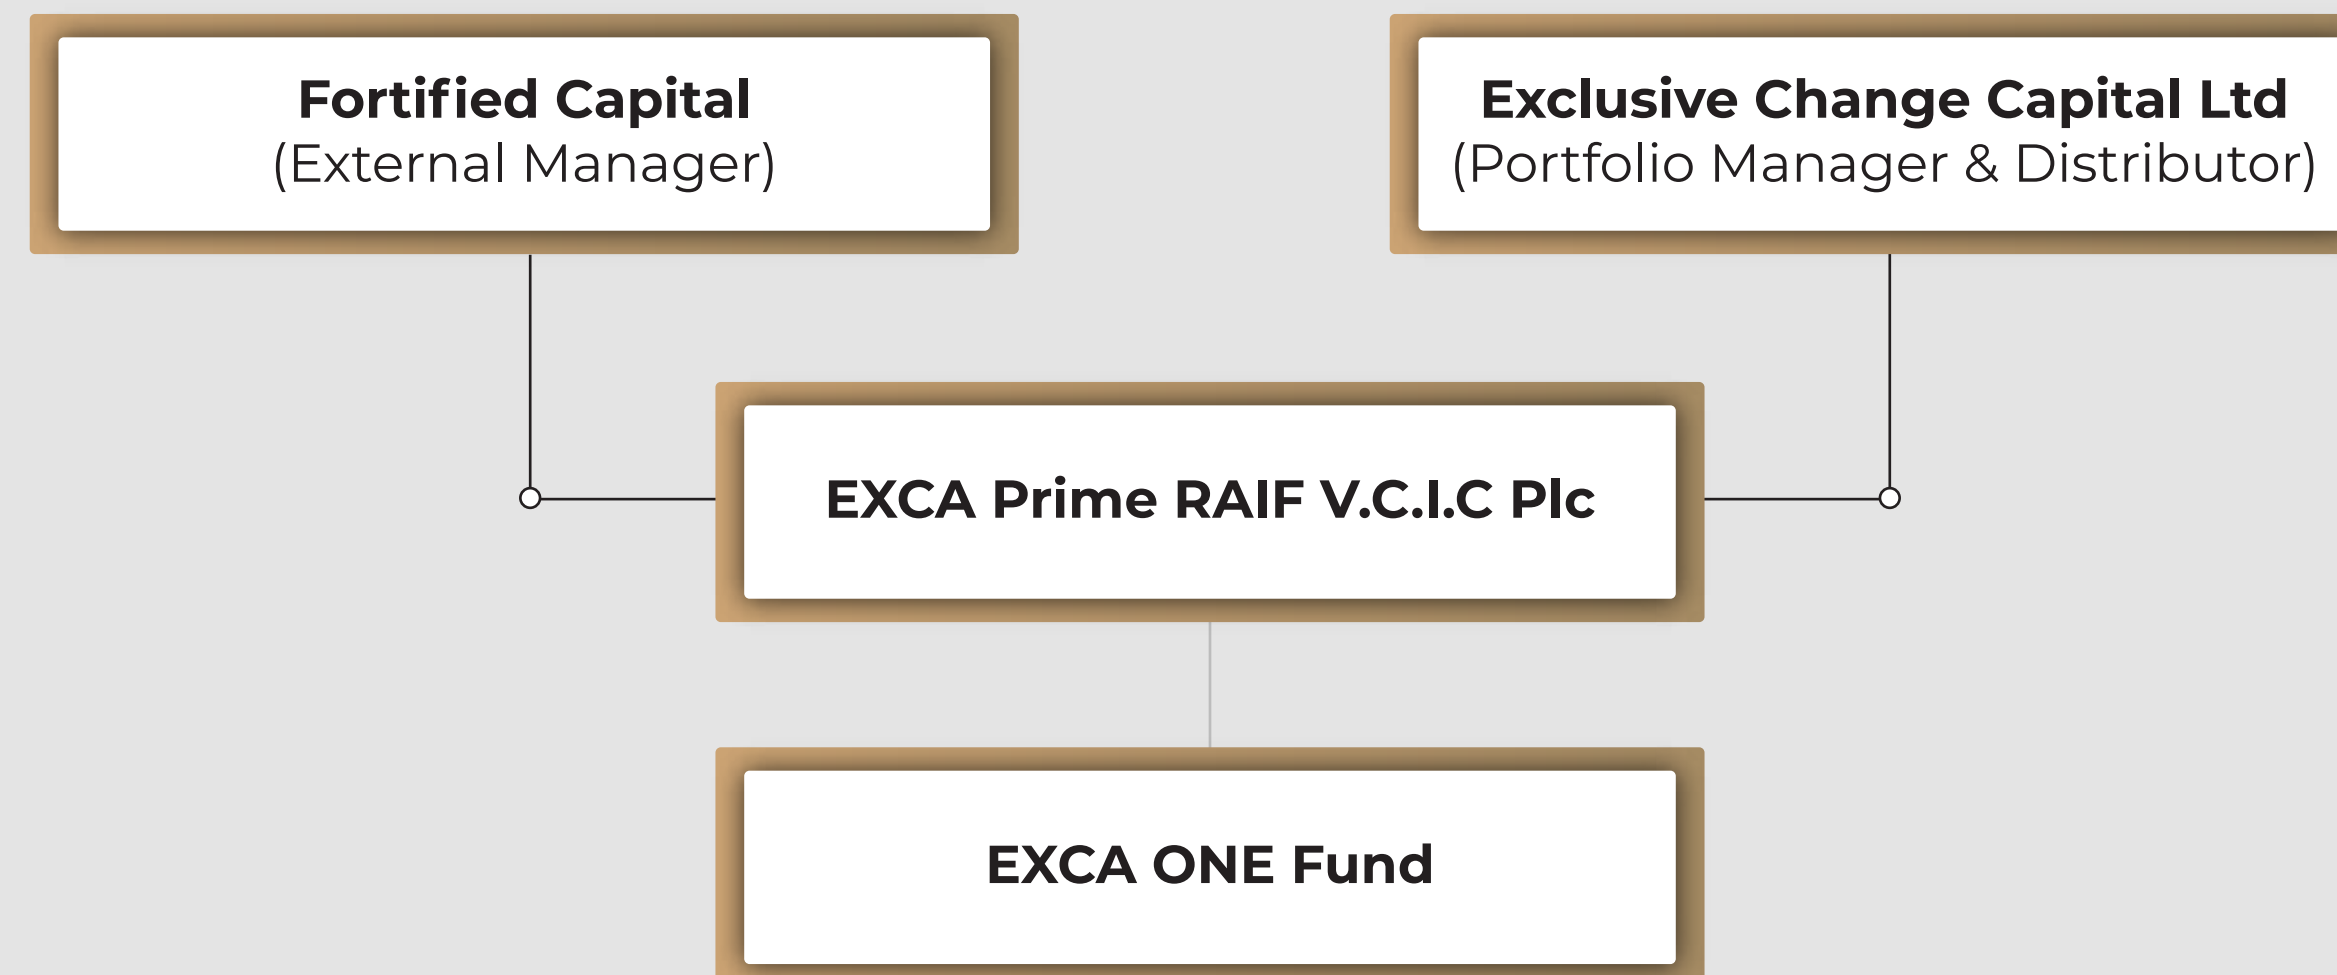 Fortified Capital
(External Manager)
Exclusive Change Capital Ltd
(Portfolio Manager & Distributor)
EXCA Prime RAIF V.C.I.C Plc
EXCA ONE Fund